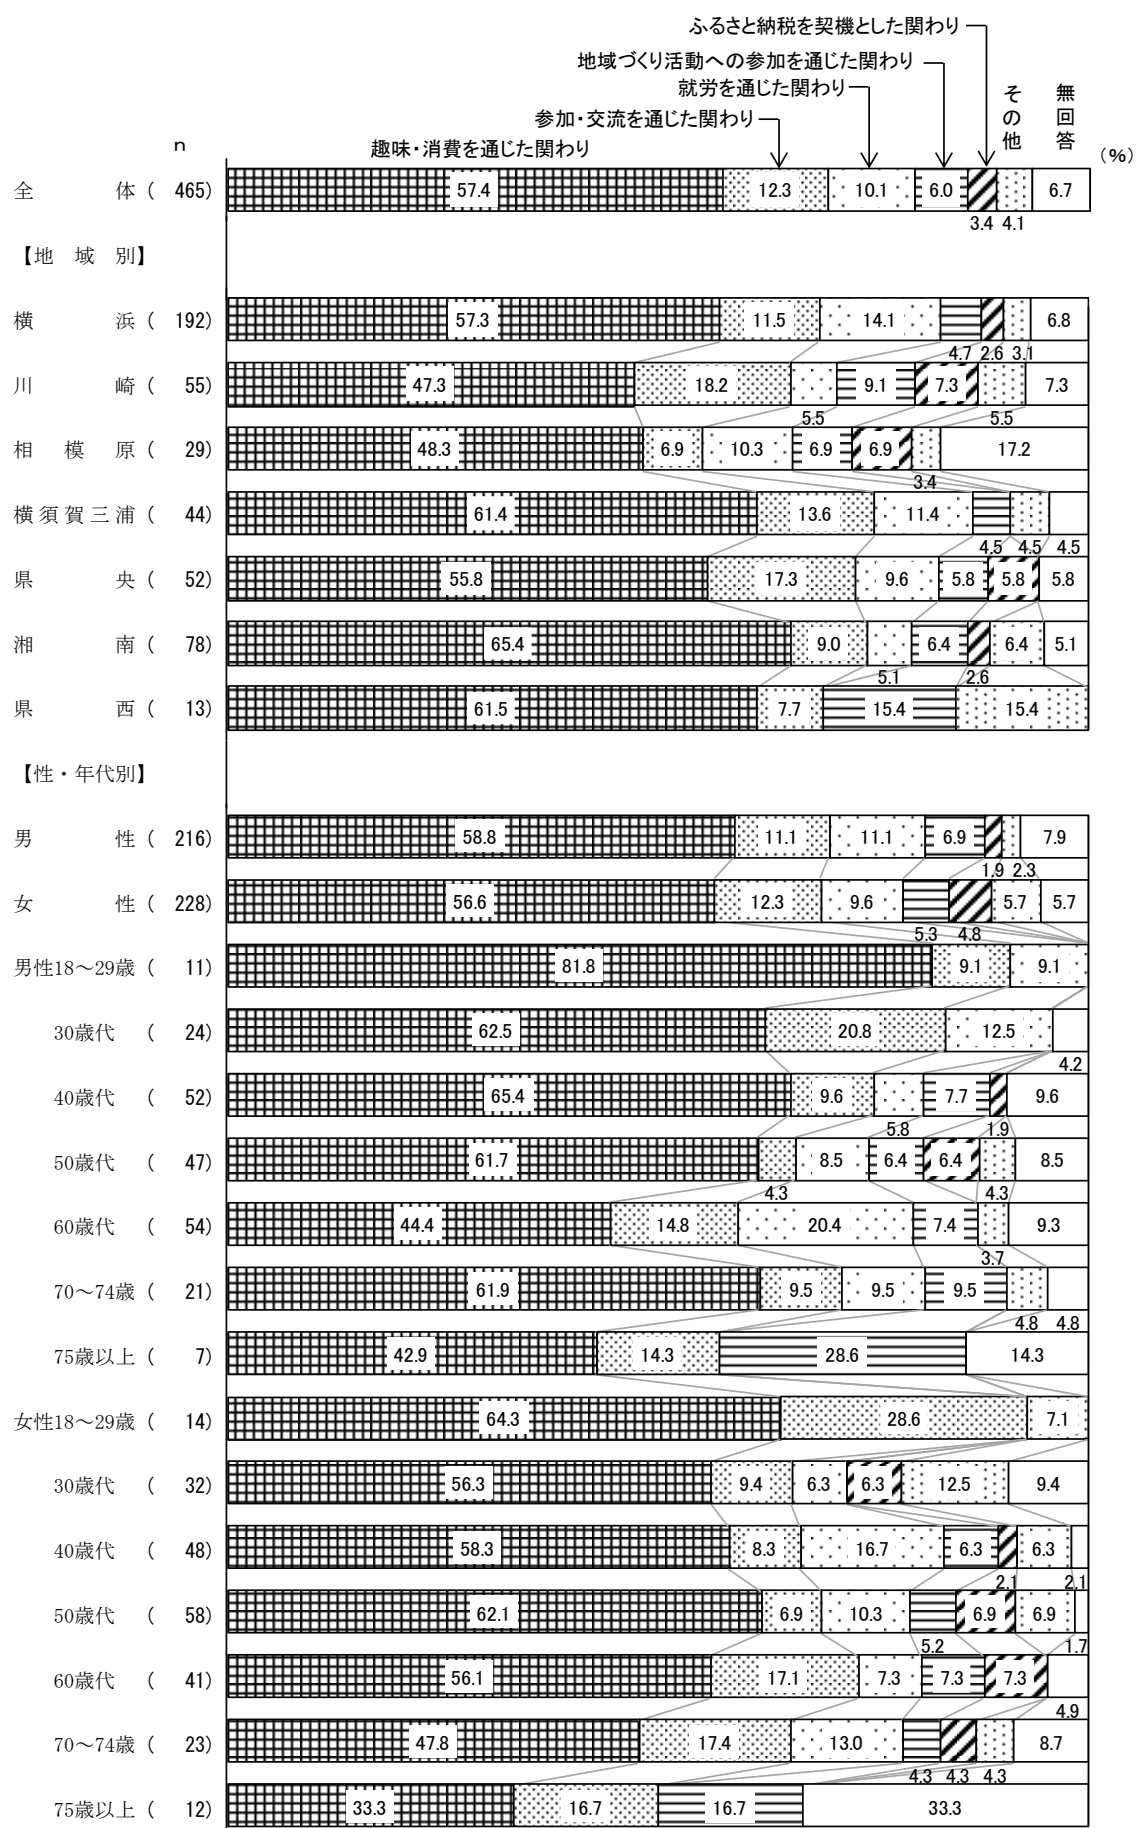 ふるさと納税を契機とした関わり
地域づくり活動への参加を通じた関わり
就労を通じた関わり
参加・交流を通じた関わり
趣味・消費を通じた関わり
その他
無回答
n
(%)
全体 ( 465) 57.4 12.3 10.1 6.0 6.7
3.4 4.1
【地域別】
横浜 ( 192) 57.3 11.5 14.1 6.8
4.7 2.6 3.1
川崎 ( 55) 47.3 18.2 9.1 7.3 7.3
5.5 5.5
相模原 ( 29) 48.3 6.9 10.3 6.9 6.9 17.2
3.4
横須賀三浦 ( 44) 61.4 13.6 11.4
4.5 4.5 4.5
県央 ( 52) 55.8 17.3 9.6 5.8 5.8 5.8
湘南 ( 78) 65.4 9.0 6.4 6.4 5.1
5.1 2.6
県西 ( 13) 61.5 7.7 15.4 15.4
【性・年代別】
男性 ( 216) 58.8 11.1 11.1 6.9 7.9
1.9 2.3
女性 ( 228) 56.6 12.3 9.6 5.7 5.7
5.3 4.8
男性18～29歳 ( 11) 81.8 9.1 9.1
30歳代 ( 24) 62.5 20.8 12.5
4.2
40歳代 ( 52) 65.4 9.6 7.7 9.6
5.8 1.9
50歳代 ( 47) 61.7 8.5 6.4 6.4 8.5
4.3 4.3
60歳代 ( 54) 44.4 14.8 20.4 7.4 9.3
3.7
70～74歳 ( 21) 61.9 9.5 9.5 9.5
4.8 4.8
75歳以上 ( 7) 42.9 14.3 28.6 14.3
女性18～29歳 ( 14) 64.3 28.6 7.1
30歳代 ( 32) 56.3 9.4 6.3 6.3 12.5 9.4
40歳代 ( 48) 58.3 8.3 16.7 6.3 6.3
2.1 2.1
50歳代 ( 58) 62.1 6.9 10.3 6.9 6.9
5.2 1.7
60歳代 ( 41) 56.1 17.1 7.3 7.3 7.3
4.9
70～74歳 ( 23) 47.8 17.4 13.0 8.7
4.3 4.3 4.3
75歳以上 ( 12) 33.3 16.7 16.7 33.3